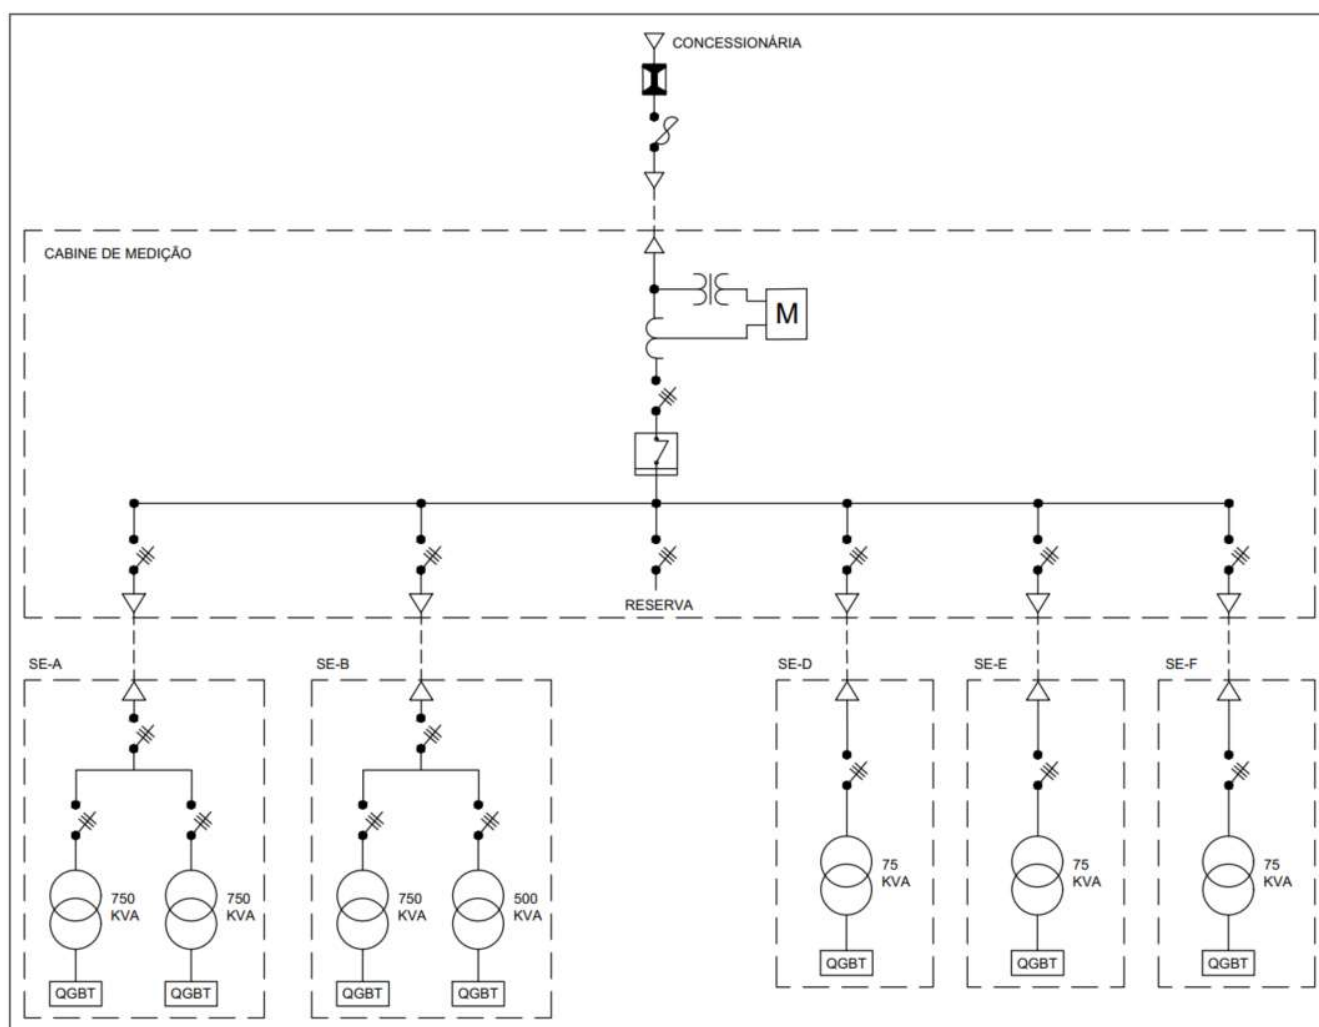 CONCESSIONÁRIA
CABINE DE MEDIÇÃO
M
RESERVA
SE-A
SE-B
SE-D
SE-E
SE-F
750
KVA
750
KVA
750
KVA
500
KVA
75
KVA
75
KVA
75
KVA
QGBT
QGBT
QGBT
QGBT
QGBT
QGBT
QGBT